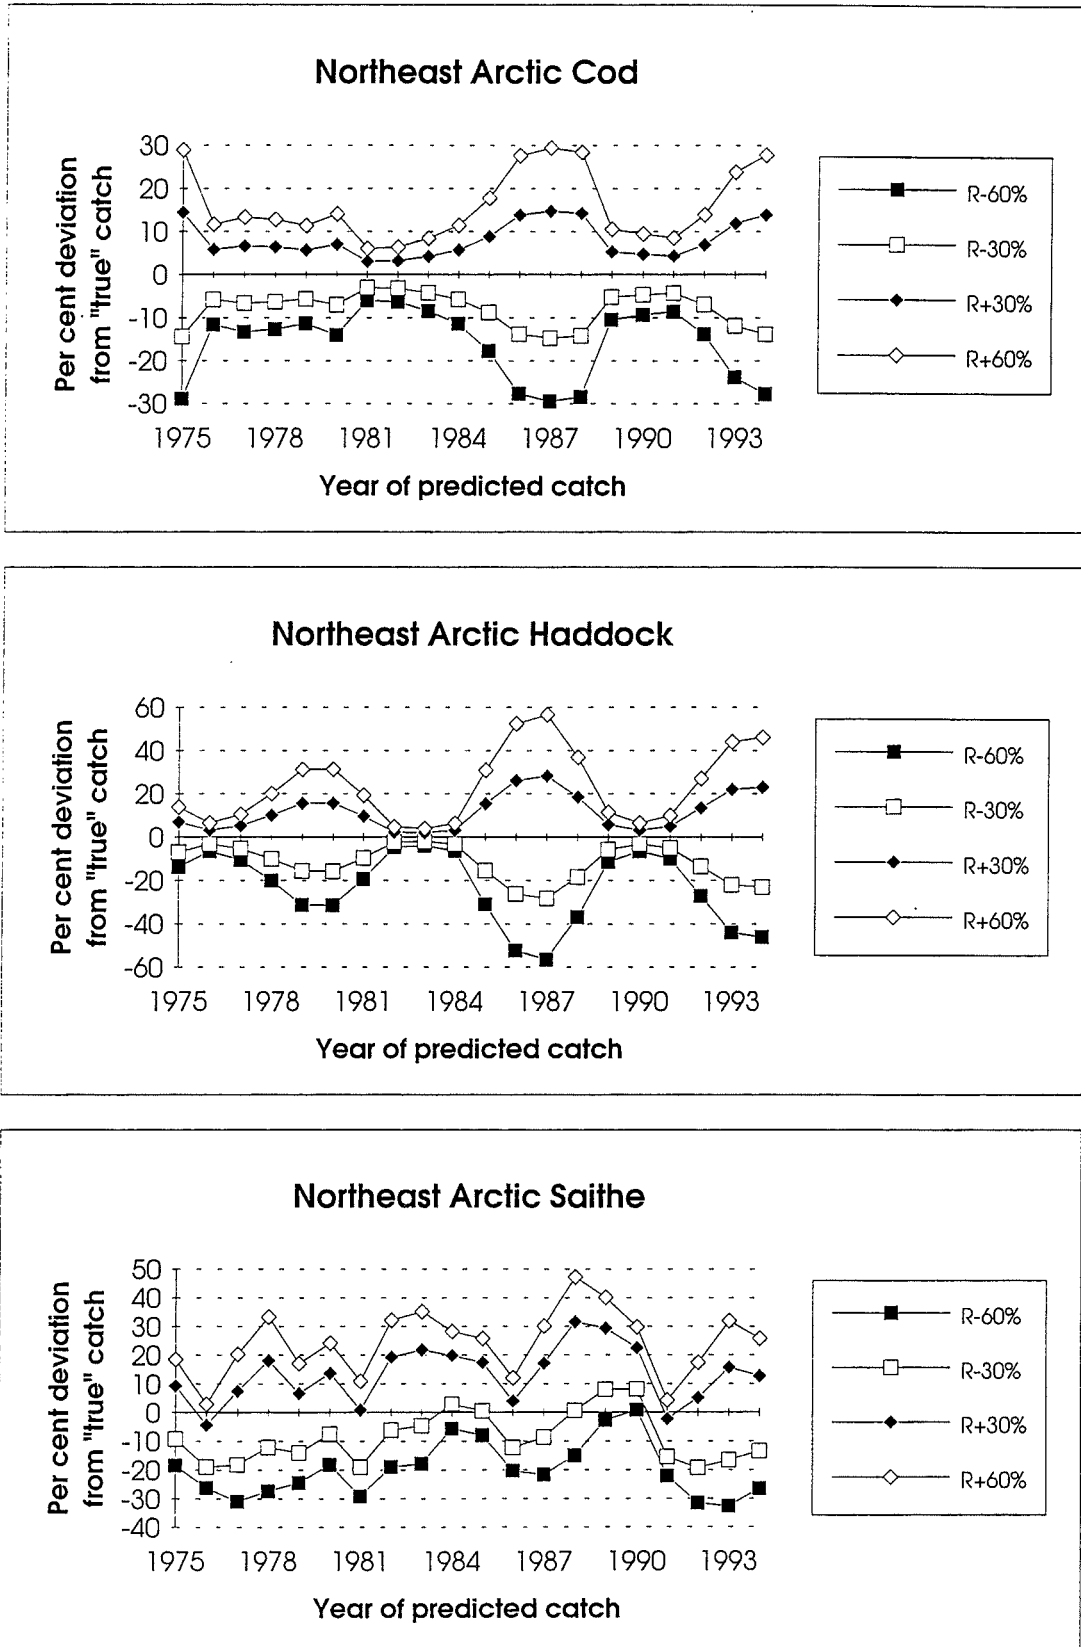 Northeast Arctic Cod
Per cent deviation
from "true" catch
30
20
10
0
-10
-20
-30
1975 1978 1981 1984 1987 1990 1993
Year of predicted catch
R-60%
R-30%
R+30%
R+60%
Northeast Arctic Haddock
Per cent deviation
from "true" catch
60
40
20
0
-20
-40
-60
1975 1978 1981 1984 1987 1990 1993
Year of predicted catch
R-60%
R-30%
R+30%
R+60%
Northeast Arctic Saithe
Per cent deviation
from "true" catch
50
40
30
20
10
0
-10
-20
-30
-40
1975 1978 1981 1984 1987 1990 1993
Year of predicted catch
R-60%
R-30%
R+30%
R+60%